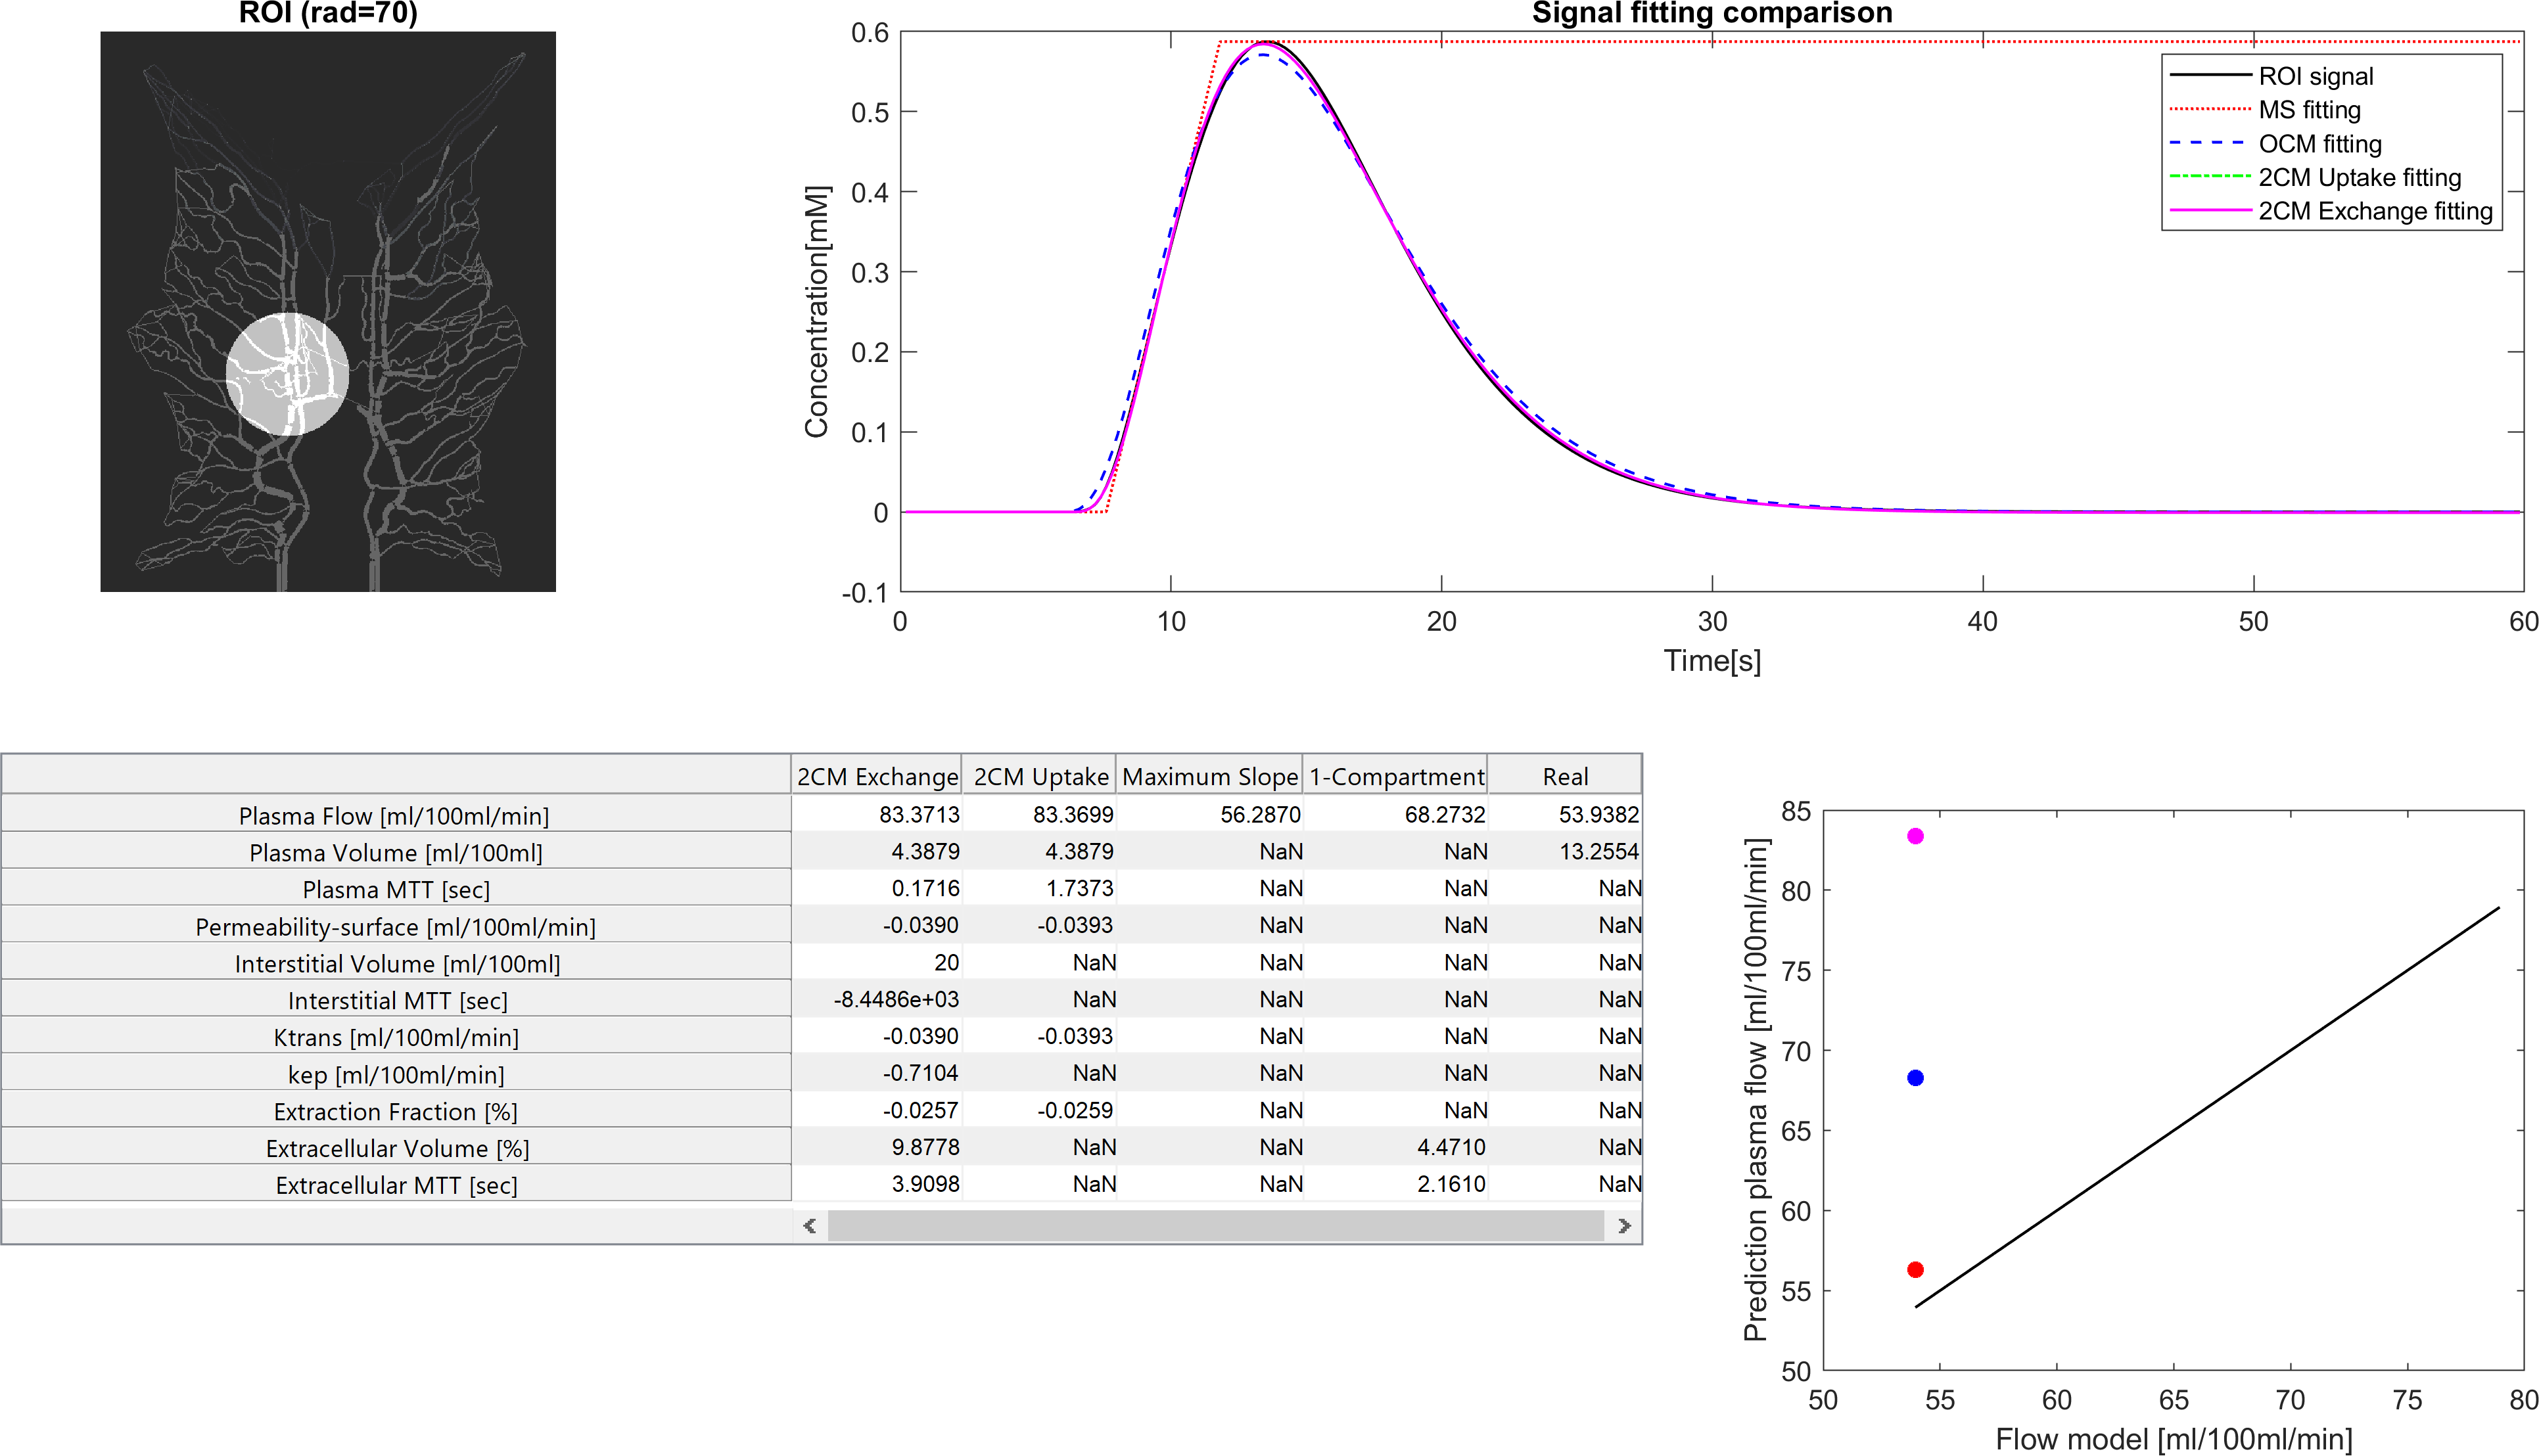 ROI (rad=70)
Signal fitting comparison
0.6
0.5
0.4
0.3
0.2
0.1
0
-0.1
Concentration[mM]
ROI signal
MS fitting
OCM fitting
2CM Uptake fitting
2CM Exchange fitting
0 10 20 30 40 50 60
Time[s]
2CM Exchange 2CM Uptake Maximum Slope 1-Compartment Real
Plasma Flow [ml/100ml/min] 83.3713 83.3699 56.2870 68.2732 53.9382
Plasma Volume [ml/100ml] 4.3879 4.3879 NaN NaN 13.2554
Plasma MTT [sec] 0.1716 1.7373 NaN NaN NaN
Permeability-surface [ml/100ml/min] -0.0390 -0.0393 NaN NaN NaN
Interstitial Volume [ml/100ml] 20 NaN NaN NaN NaN
Interstitial MTT [sec] -8.4486e+03 NaN NaN NaN NaN
Ktrans [ml/100ml/min] -0.0390 -0.0393 NaN NaN NaN
kep [ml/100ml/min] -0.7104 NaN NaN NaN NaN
Extraction Fraction [%] -0.0257 -0.0259 NaN NaN NaN
Extracellular Volume [%] 9.8778 NaN NaN 4.4710 NaN
Extracellular MTT [sec] 3.9098 NaN NaN 2.1610 NaN
85
80
75
70
65
60
55
50
Prediction plasma flow [ml/100ml/min]
50 55 60 65 70 75 80
Flow model [ml/100ml/min]